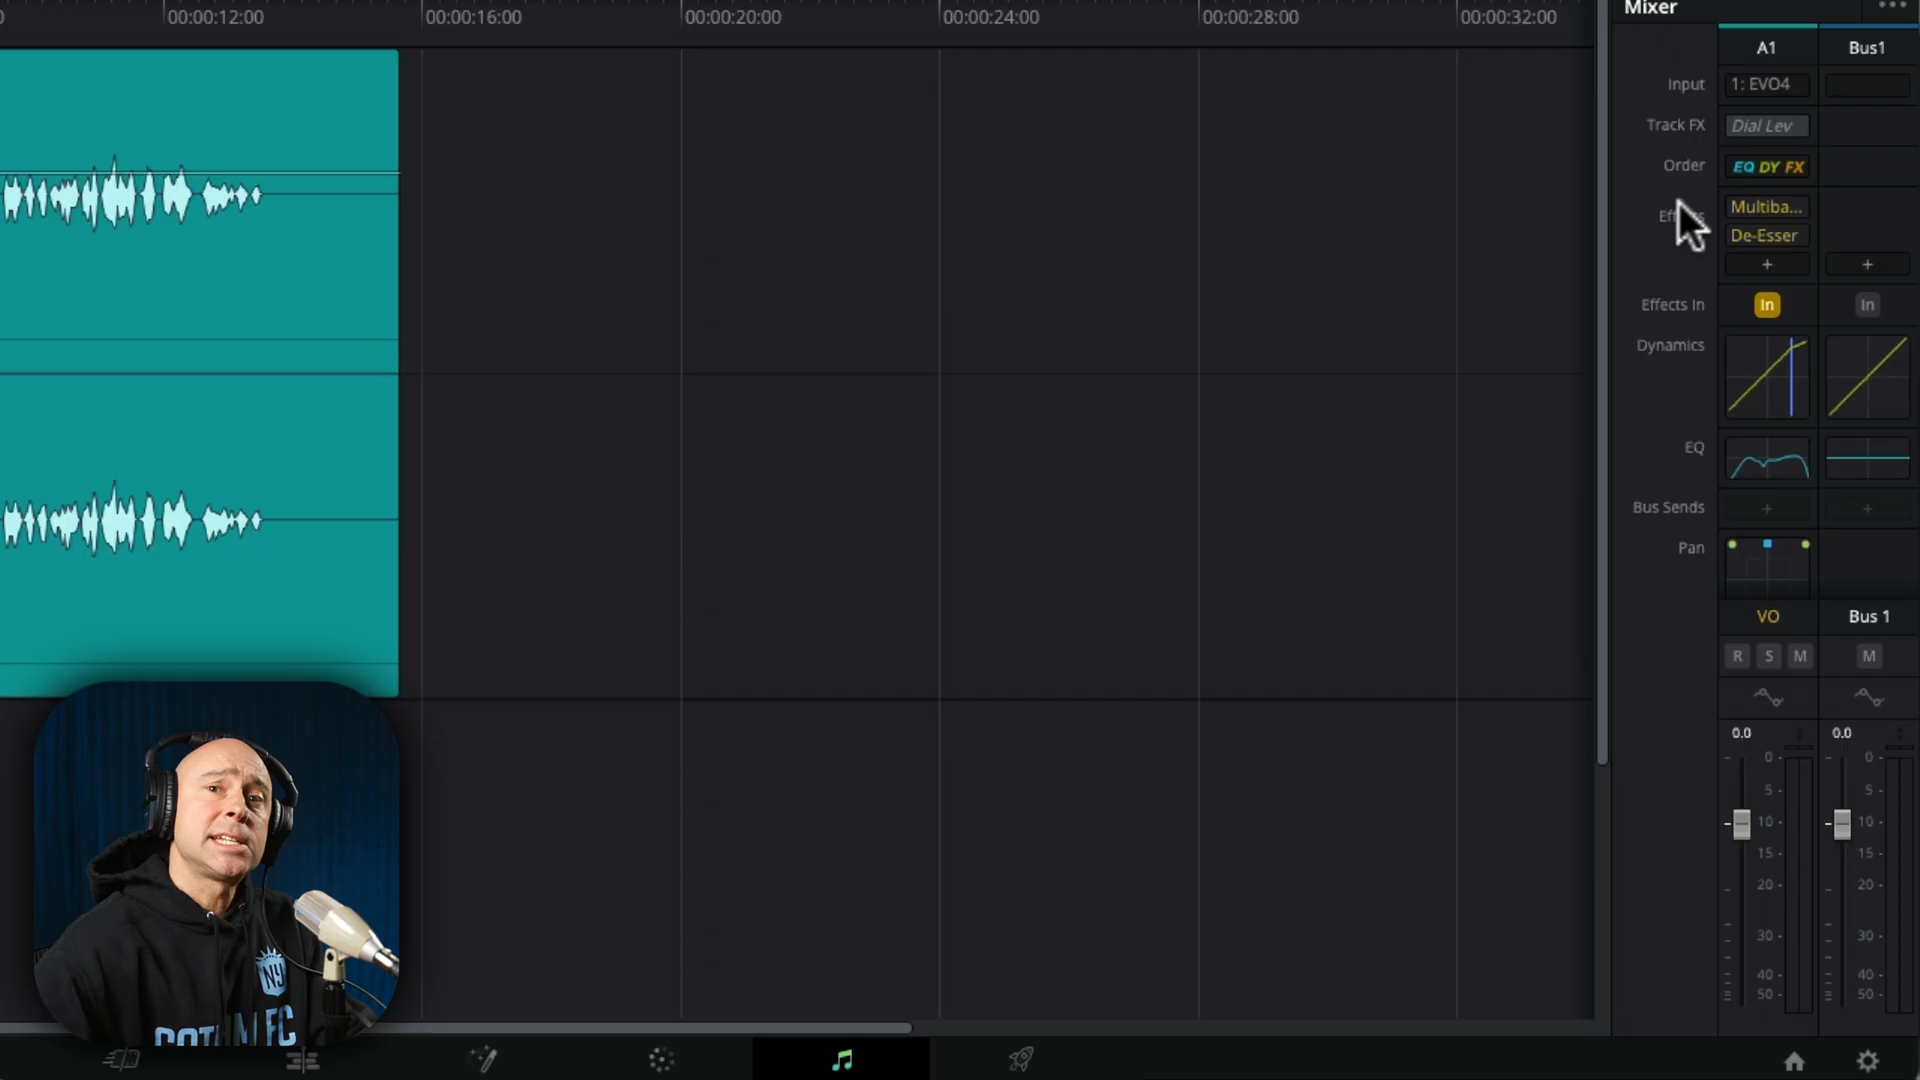 00:00:12:00 00:00:16:00 00:00:20:00 00:00:24:00 00:00:28:00 00:00:32:00
Mixer
A1 Bus1
Input 1: EVO4
Track FX Dial Lev
Order EQ DY FX
Effects Multiba...
De-Esser
+ +
Effects In In In
Dynamics
EQ
Bus Sends + +
Pan
VO Bus 1
R S M M
0.0 0.0
0 0
5 5
10 10
15 15
20 20
30 30
40 40
50 50
NJ
GOTHAM FC